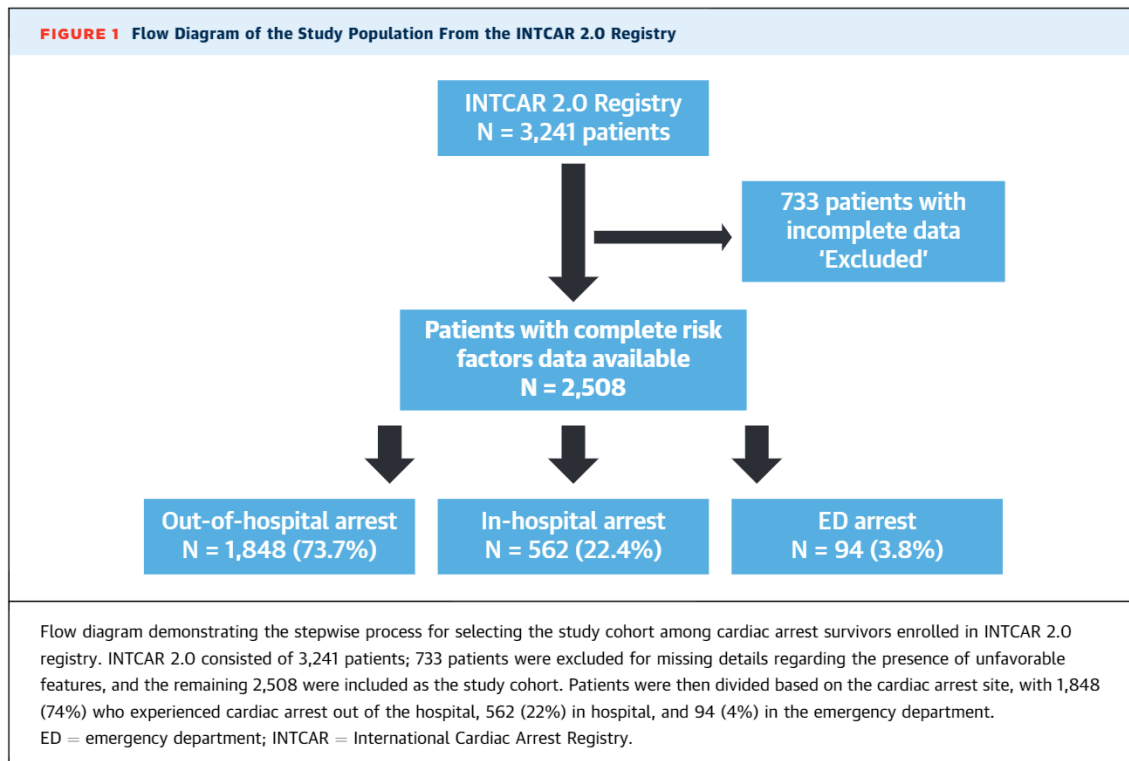 FIGURE 1 Flow Diagram of the Study Population From the INTCAR 2.0 Registry
INTCAR 2.0 Registry
N = 3,241 patients
733 patients with
incomplete data
‘Excluded’
Patients with complete risk
factors data available
N = 2,508
Out-of-hospital arrest
N = 1,848 (73.7%)
In-hospital arrest
N = 562 (22.4%)
ED arrest
N = 94 (3.8%)
Flow diagram demonstrating the stepwise process for selecting the study cohort among cardiac arrest survivors enrolled in INTCAR 2.0
registry. INTCAR 2.0 consisted of 3,241 patients; 733 patients were excluded for missing details regarding the presence of unfavorable
features, and the remaining 2,508 were included as the study cohort. Patients were then divided based on the cardiac arrest site, with 1,848
(74%) who experienced cardiac arrest out of the hospital, 562 (22%) in hospital, and 94 (4%) in the emergency department.
ED = emergency department; INTCAR = International Cardiac Arrest Registry.